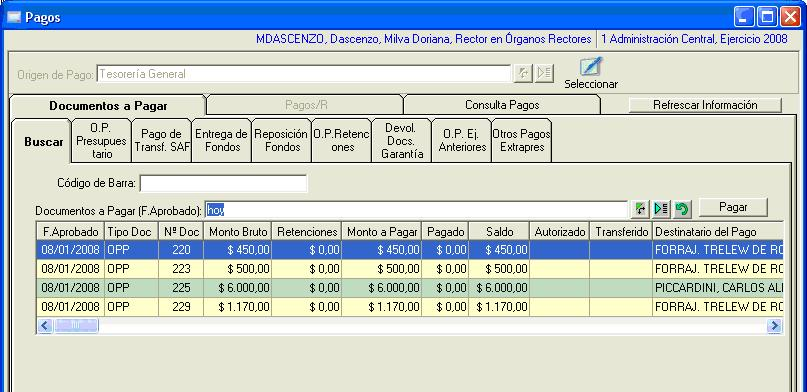 Pagos
MDASCENZO, Dascenzo, Milva Doriana, Rector en Órganos Rectores 1 Administración Central, Ejercicio 2008
Origen de Pago: Tesorería General
Seleccionar
Documentos a Pagar Pagos/R Consulta Pagos Refrescar Información
Buscar
O.P.
Presupues
tario
Pago de
Transf. SAF
Entrega de
Fondos
Reposición
Fondos
O.P.Retenc
ones
Devol.
Docs.
Garantía
O.P. Ej.
Anteriores
Otros Pagos
Extrapres
Código de Barra:
Documentos a Pagar (F.Aprobado): hoy Pagar
F.Aprobado Tipo Doc Nº Doc Monto Bruto Retenciones Monto a Pagar Pagado Saldo Autorizado Transferido Destinatario del Pago
08/01/2008 OPP 220 $ 450,00 $ 0,00 $ 450,00 $ 0,00 $ 450,00 FORRAJ. TRELEW DE RO
08/01/2008 OPP 223 $ 500,00 $ 0,00 $ 500,00 $ 0,00 $ 500,00 FORRAJ. TRELEW DE RO
08/01/2008 OPP 225 $ 6.000,00 $ 0,00 $ 6.000,00 $ 0,00 $ 6.000,00 PICCARDINI, CARLOS AL
08/01/2008 OPP 229 $ 1.170,00 $ 0,00 $ 1.170,00 $ 0,00 $ 1.170,00 FORRAJ. TRELEW DE RO